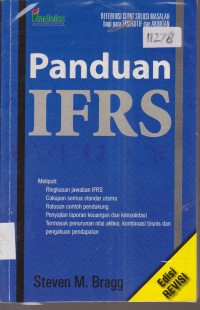 indeks
REFERENSI CEPAT SOLUSI MASALAH
bagi para EKSEKUTIF dan AKUNTAN
11278
Panduan
IFRS
Meliputi:
Ringkasan jawaban IFRS
Cakupan semua standar utama
Ratusan contoh pendukung
Penyajian laporan keuangan dan konsolidasi
Termasuk penurunan nilai aktiva, kombinasi bisnis dan
pengakuan pendapatan
Steven M. Bragg
Edisi
REVISI